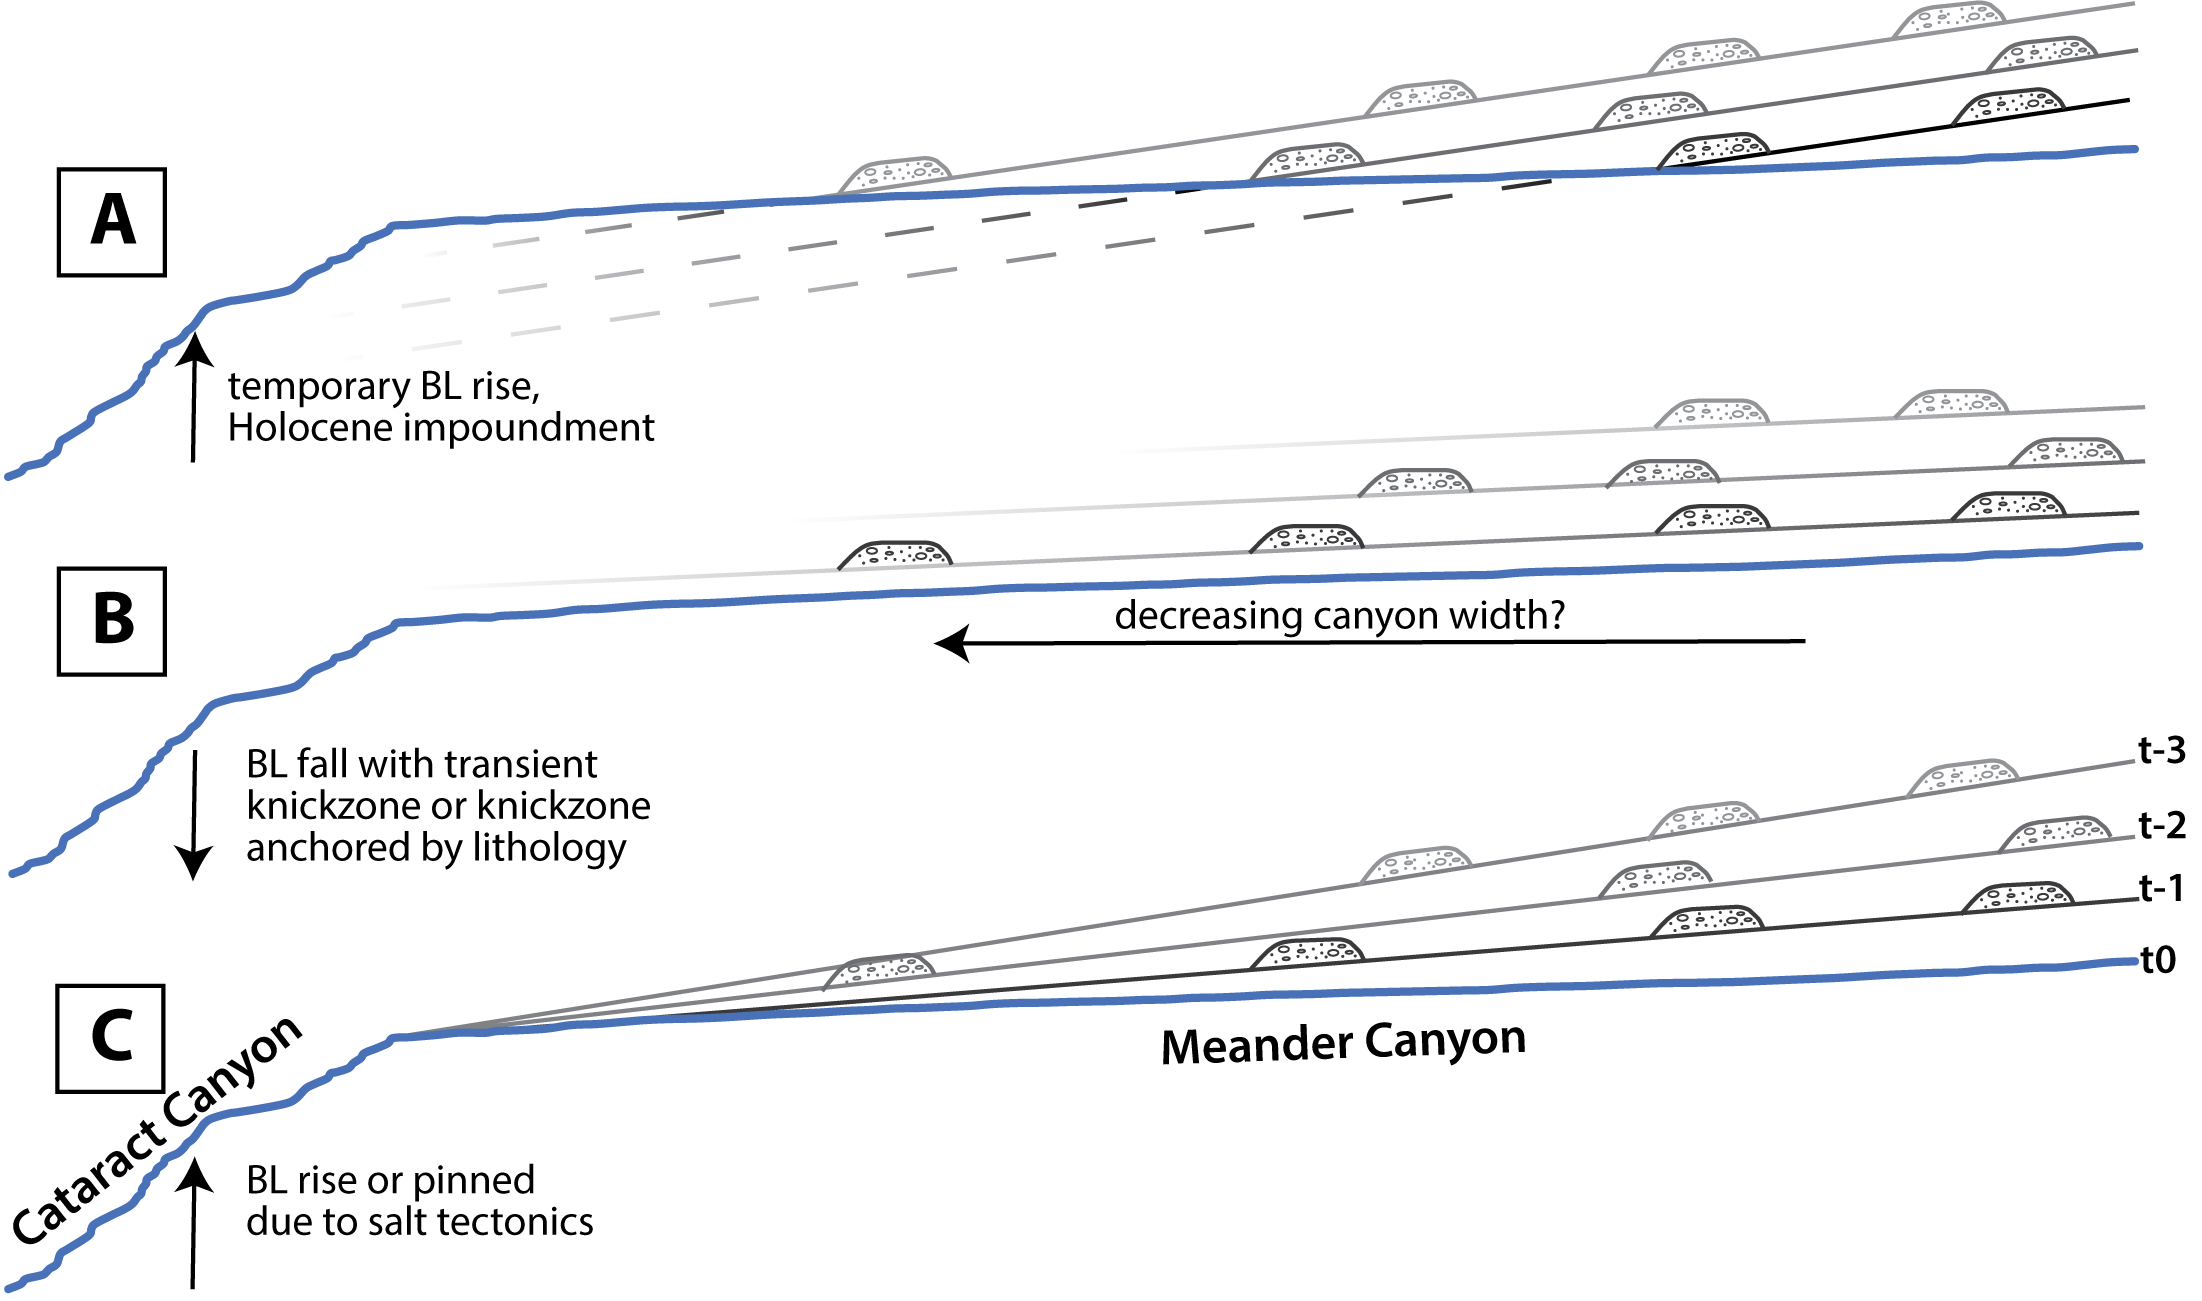 A
temporary BL rise,
Holocene impoundment
B
decreasing canyon width?
BL fall with transient
knickzone or knickzone
anchored by lithology
t-3
t-2
t-1
t0
C
Cataract Canyon
Meander Canyon
BL rise or pinned
due to salt tectonics